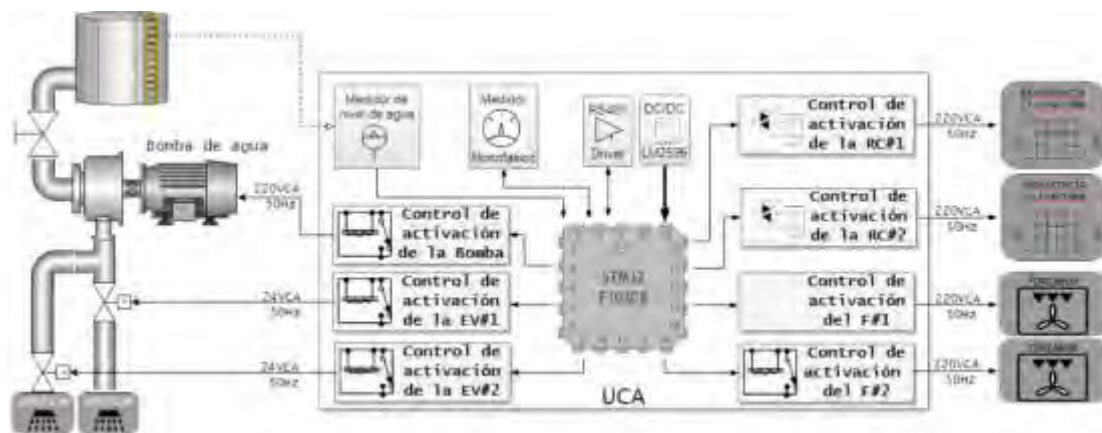 Bomba de agua
220VCA
50Hz
24VCA
50Hz
24VCA
50Hz
Medidor de
nivel de agua
Medidor
Monofásico
RS485
Driver
DC/DC
LM2596
Control de
activación
de la Bomba
Control de
activación
de la EV#1
Control de
activación
de la EV#2
STM32
UCA
Control de
activación
de la RC#1
Control de
activación
de la RC#2
Control de
activación
del F#1
Control de
activación
del F#2
220VCA
50Hz
220VCA
50Hz
220VCA
50Hz
220VCA
50Hz